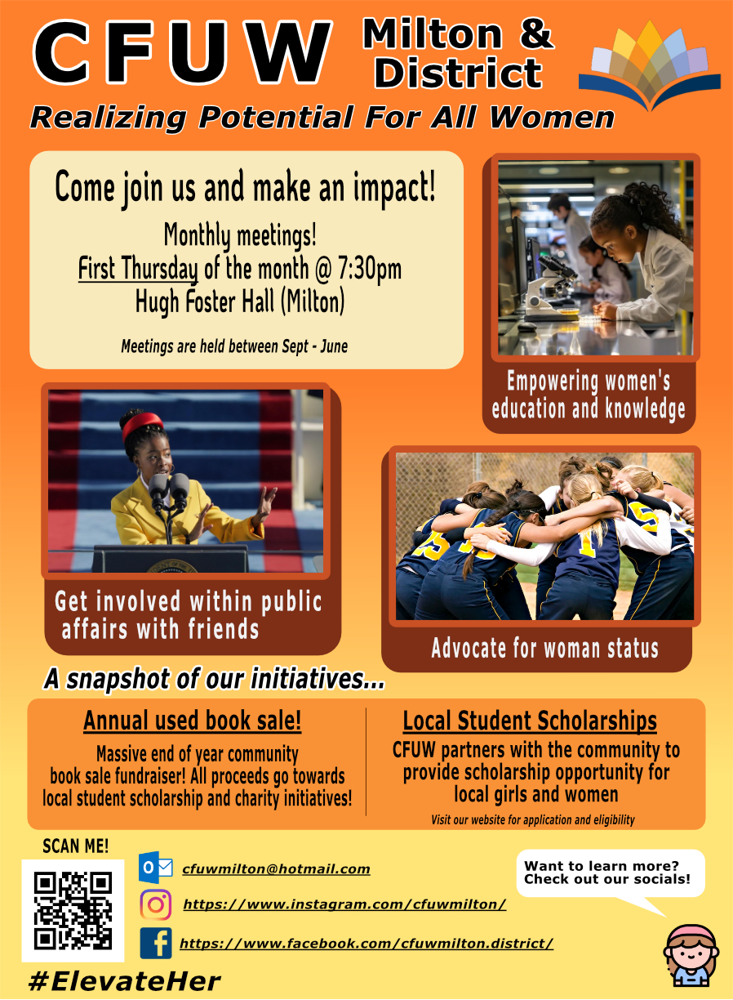 CFUW
Milton &
District
Realizing Potential For All Women
Come join us and make an impact!
Monthly meetings!
First Thursday of the month @ 7:30pm
Hugh Foster Hall (Milton)
Meetings are held between Sept - June
Empowering women's
education and knowledge
Get involved within public
affairs with friends
Advocate for woman status
A snapshot of our initiatives...
Annual used book sale!
Massive end of year community
book sale fundraiser! All proceeds go towards
local student scholarship and charity initiatives!
Local Student Scholarships
CFUW partners with the community to
provide scholarship opportunity for
local girls and women
Visit our website for application and eligibility
SCAN ME!
cfuwmilton@hotmail.com
https://www.instagram.com/cfuwmilton/
https://www.facebook.com/cfuwmilton.district/
Want to learn more?
Check out our socials!
#ElevateHer